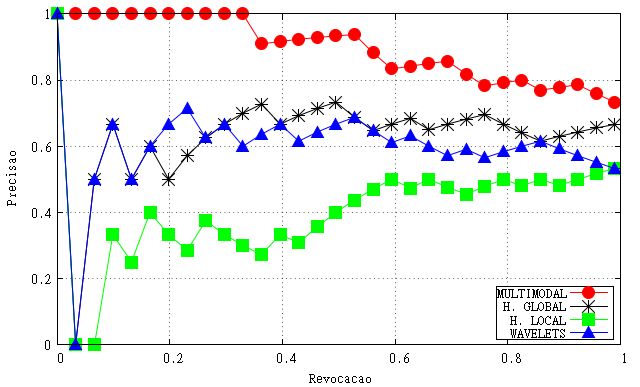 1
0.8
0.6
0.4
0.2
0
Precisao
0 0.2 0.4 0.6 0.8 1
Revocacao
MULTIMODAL
H. GLOBAL
H. LOCAL
WAVELETS